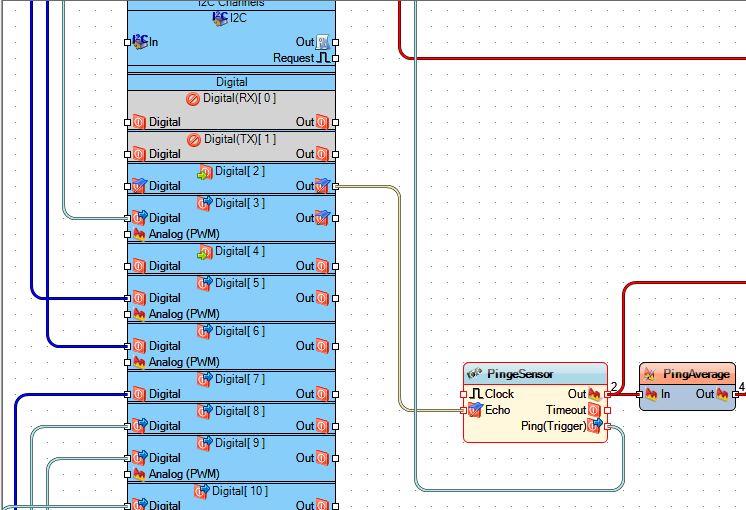 I2C Channels
I2C
I2C In Out
Request
Digital
Digital(RX)[ 0 ]
Digital Out
Digital(TX)[ 1 ]
Digital Out
Digital[ 2 ]
Digital Out
Digital[ 3 ]
Digital Out
Analog (PWM)
Digital[ 4 ]
Digital Out
Digital[ 5 ]
Digital Out
Analog (PWM)
Digital[ 6 ]
Digital Out
Analog (PWM)
Digital[ 7 ]
Digital Out
Digital[ 8 ]
Digital Out
Digital[ 9 ]
Digital Out
Analog (PWM)
Digital[ 10 ]
Digital Out
PingeSensor
Clock Out 2
Echo Timeout
Ping(Trigger)
PingAverage
In Out 4